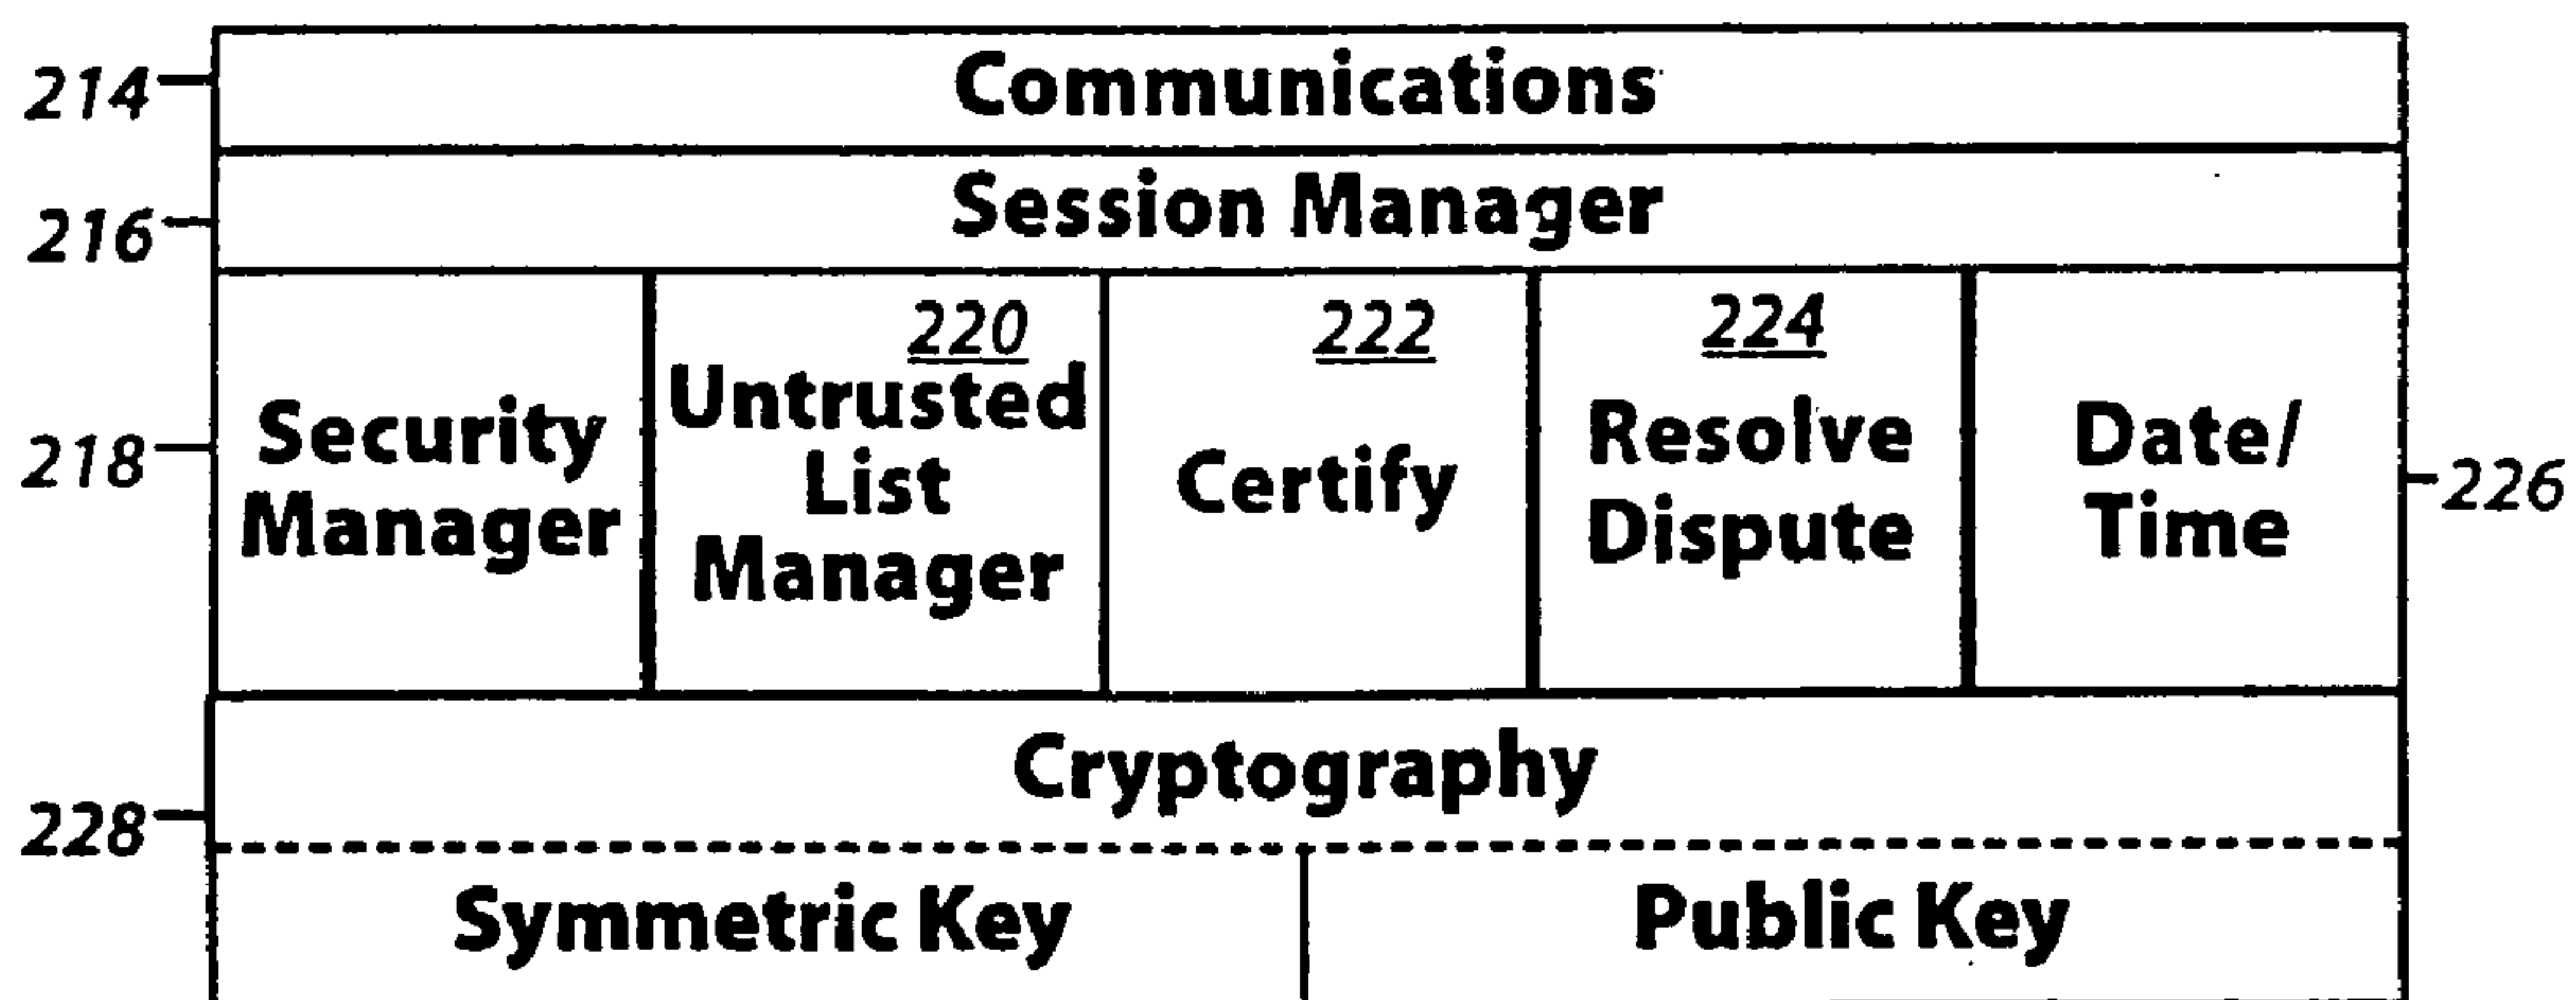 214
Communications
216
Session Manager
218
Security
Manager
220
Untrusted
List
Manager
222
Certify
224
Resolve
Dispute
Date/
Time
226
228
Cryptography
Symmetric Key
Public Key